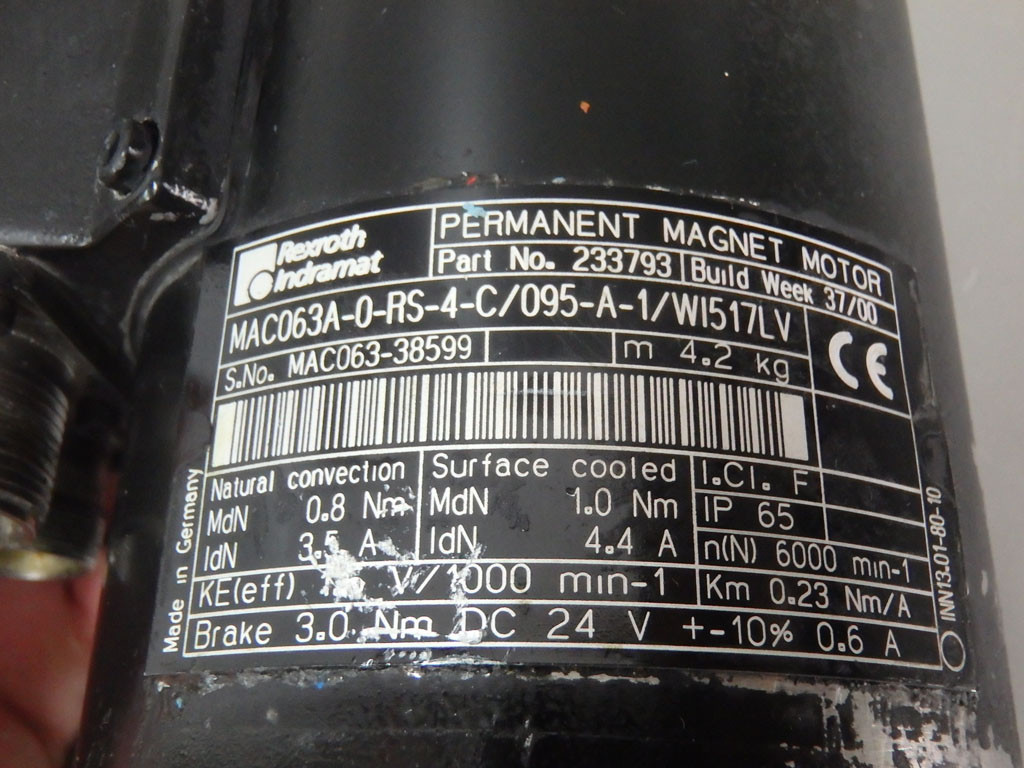 Rexroth
Indramat
PERMANENT MAGNET MOTOR
Part No. 233793 Build Week 37/00
MAC063A-0-RS-4-C/095-A-1/WI517LV
S.No. MAC063-38599 m 4.2 kg
CE
Natural convection Surface cooled I.Cl. F
MdN 0.8 Nm MdN 1.0 Nm IP 65
IdN 3.5 A IdN 4.4 A n(N) 6000 min-1
KE(eff) V/1000 min-1 Km 0.23 Nm/A
Brake 3.0 Nm DC 24 V +-10% 0.6 A
Made in Germany
INN13.01-80-10